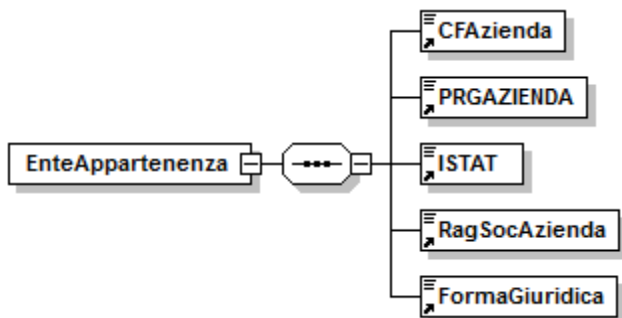 CFAzienda
PRGAZIENDA
EnteAppartenenza
ISTAT
RagSocAzienda
FormaGiuridica